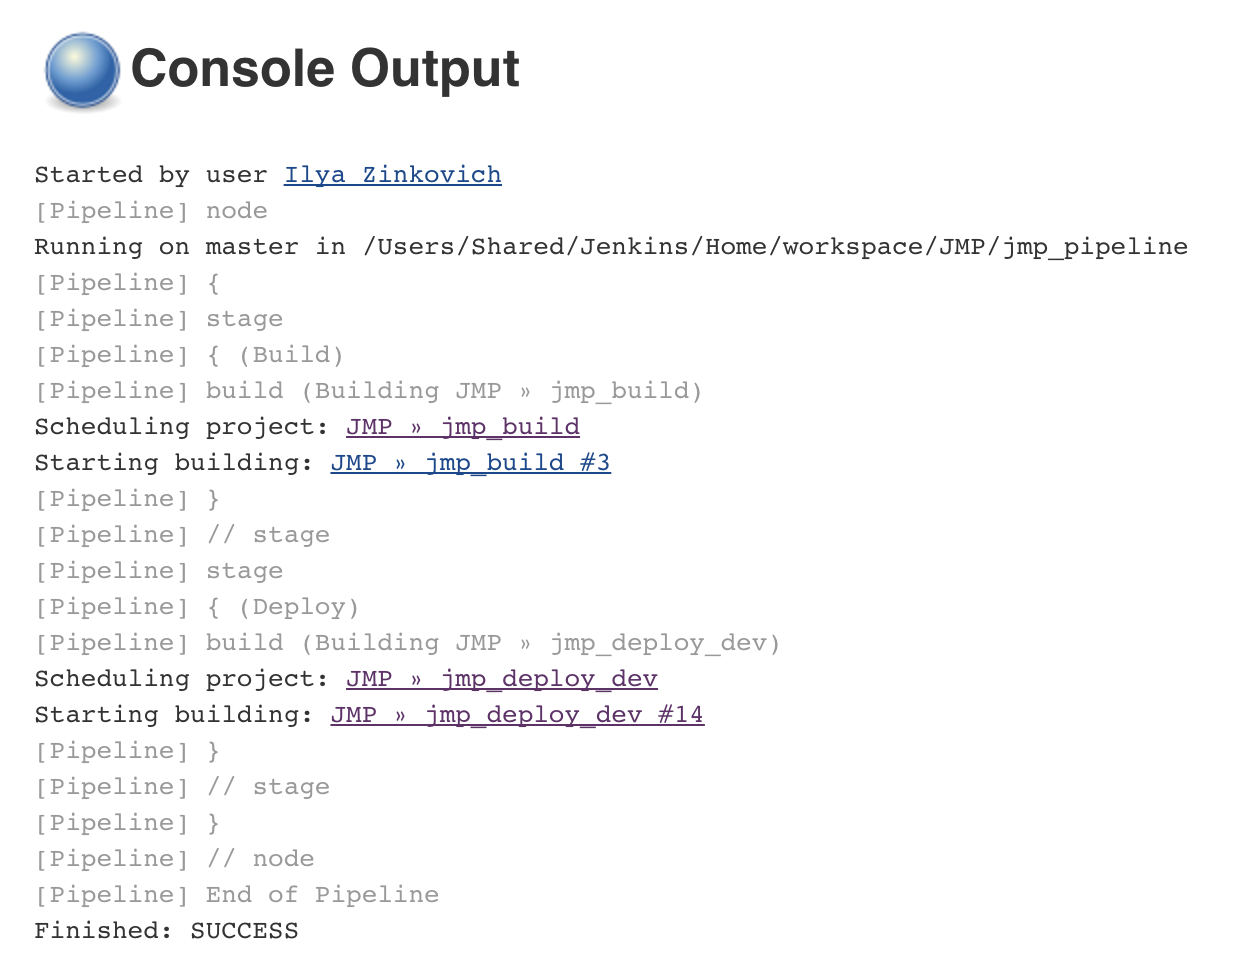 Console Output
Started by user Ilya Zinkovich
[Pipeline] node
Running on master in /Users/Shared/Jenkins/Home/workspace/JMP/jmp_pipeline
[Pipeline] {
[Pipeline] stage
[Pipeline] { (Build)
[Pipeline] build (Building JMP » jmp_build)
Scheduling project: JMP » jmp_build
Starting building: JMP » jmp_build #3
[Pipeline] }
[Pipeline] // stage
[Pipeline] stage
[Pipeline] { (Deploy)
[Pipeline] build (Building JMP » jmp_deploy_dev)
Scheduling project: JMP » jmp_deploy_dev
Starting building: JMP » jmp_deploy_dev #14
[Pipeline] }
[Pipeline] // stage
[Pipeline] }
[Pipeline] // node
[Pipeline] End of Pipeline
Finished: SUCCESS